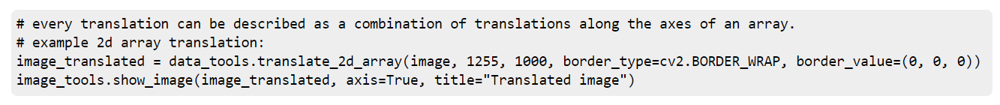 # every translation can be described as a combination of translations along the axes of an array.
# example 2d array translation:
image_translated = data_tools.translate_2d_array(image, 1255, 1000, border_type=cv2.BORDER_WRAP, border_value=(0, 0, 0))
image_tools.show_image(image_translated, axis=True, title="Translated image")